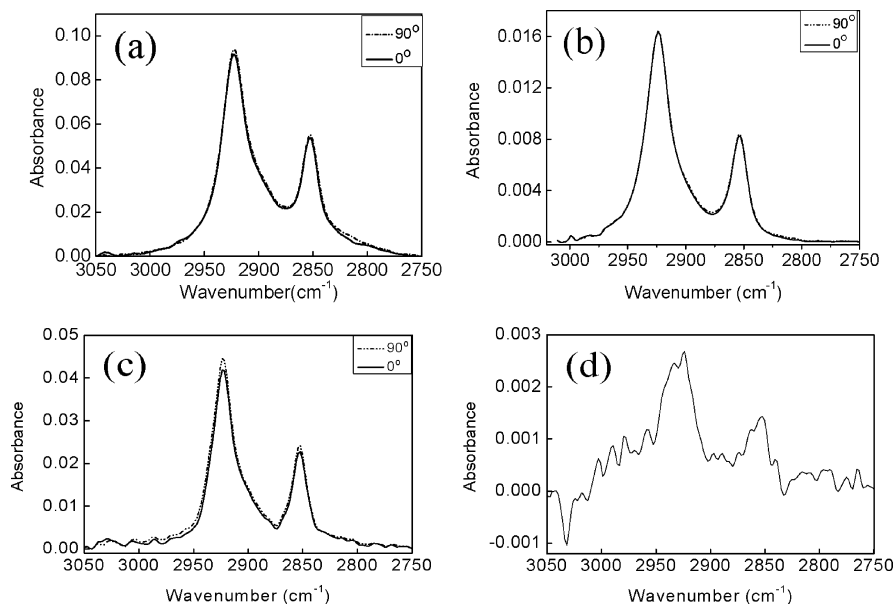 (a)
90°
0°
0.10
0.08
0.06
0.04
0.02
0.00
Absorbance
3050 3000 2950 2900 2850 2800 2750
Wavenumber(cm⁻¹)
(b)
90°
0°
0.016
0.012
0.008
0.004
0.000
Absorbance
3000 2950 2900 2850 2800 2750
Wavenumber (cm⁻¹)
(c)
90°
0°
0.05
0.04
0.03
0.02
0.01
0.00
Absorbance
3050 3000 2950 2900 2850 2800 2750
Wavenumber (cm⁻¹)
(d)
0.003
0.002
0.001
0.000
-0.001
Absorbance
3050 3000 2950 2900 2850 2800 2750
Wavenumber (cm⁻¹)